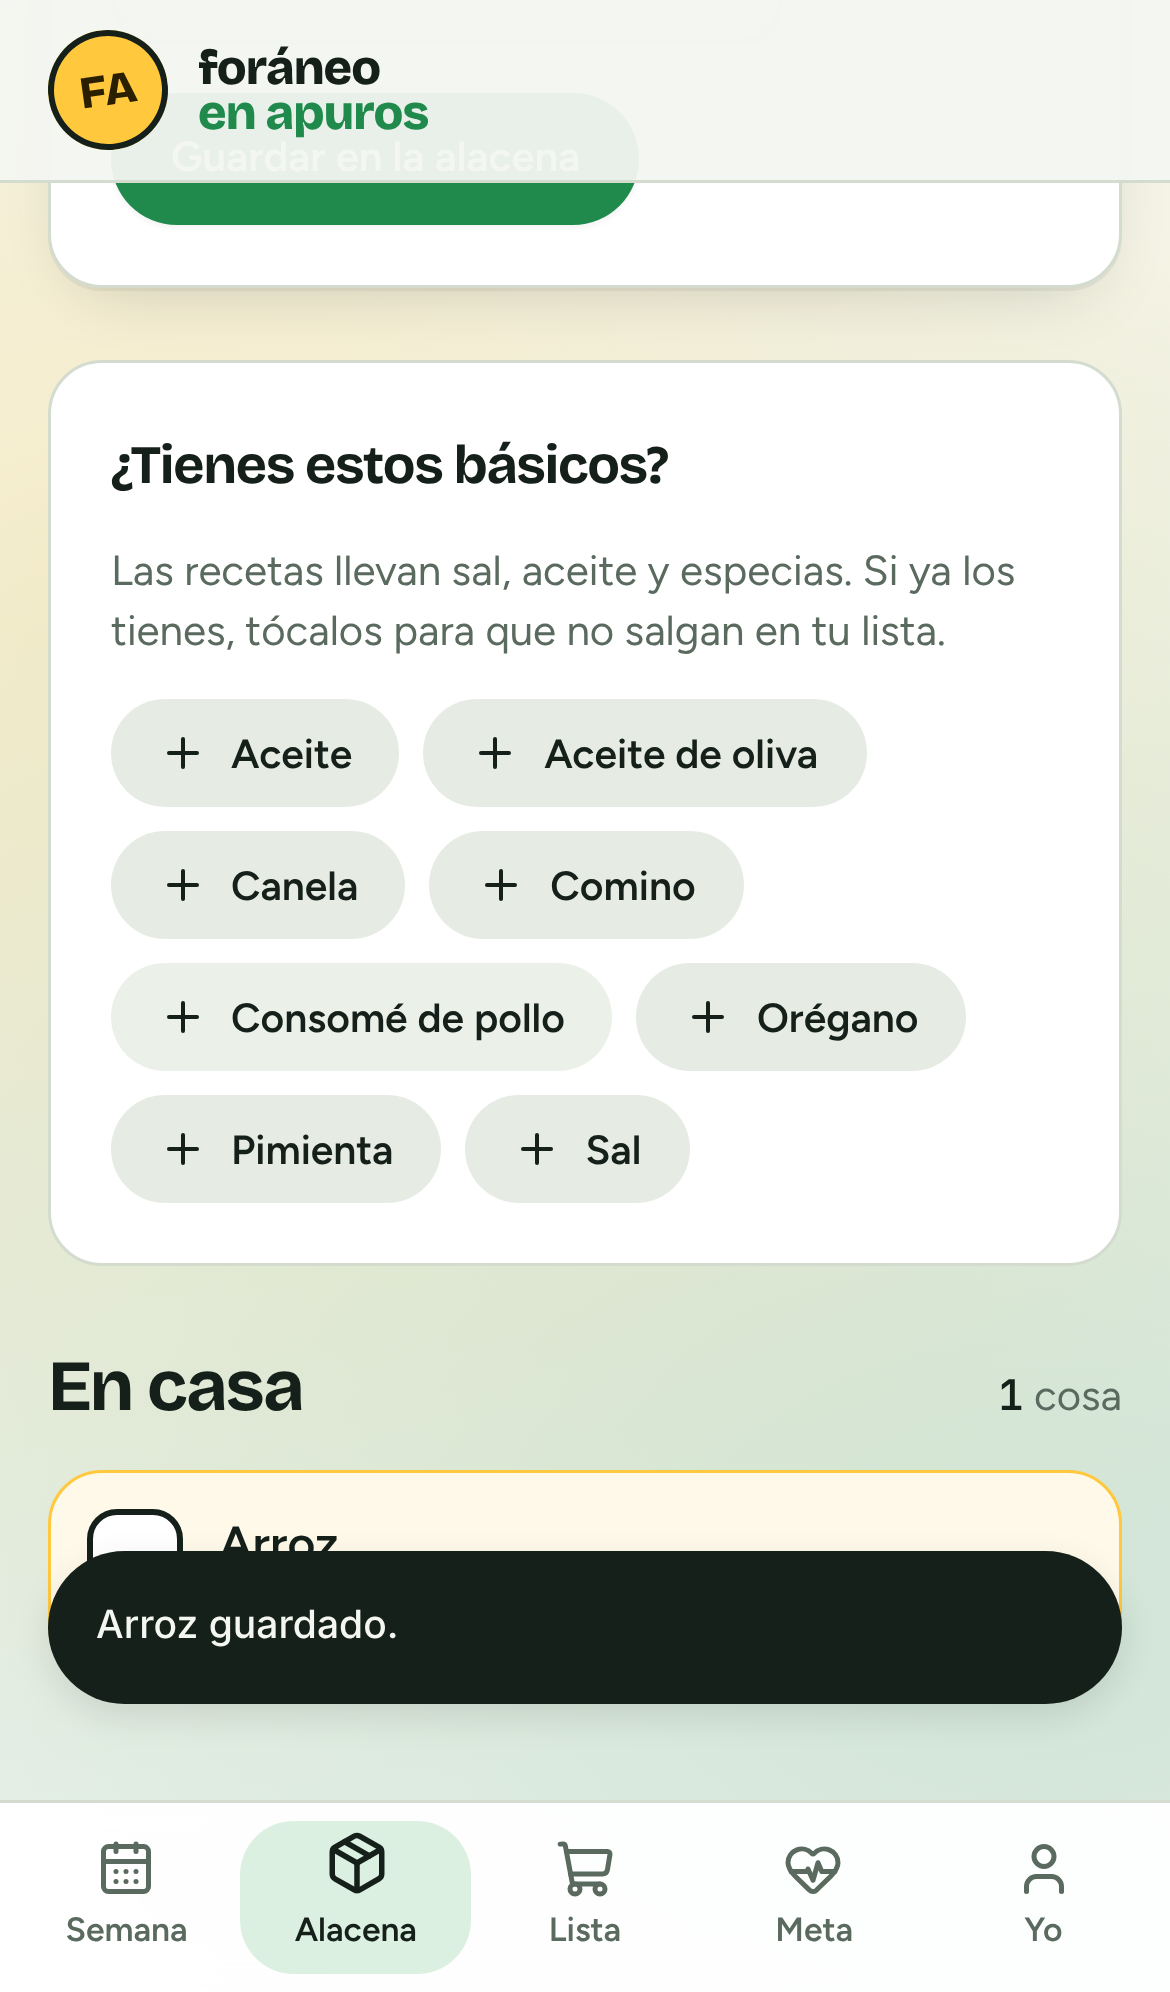 FA
foráneo
en apuros
Guardar en la alacena
¿Tienes estos básicos?
Las recetas llevan sal, aceite y especias. Si ya los
tienes, tócalos para que no salgan en tu lista.
+ Aceite
+ Aceite de oliva
+ Canela
+ Comino
+ Consomé de pollo
+ Orégano
+ Pimienta
+ Sal
En casa
1 cosa
Arroz
Arroz guardado.
Semana
Alacena
Lista
Meta
Yo